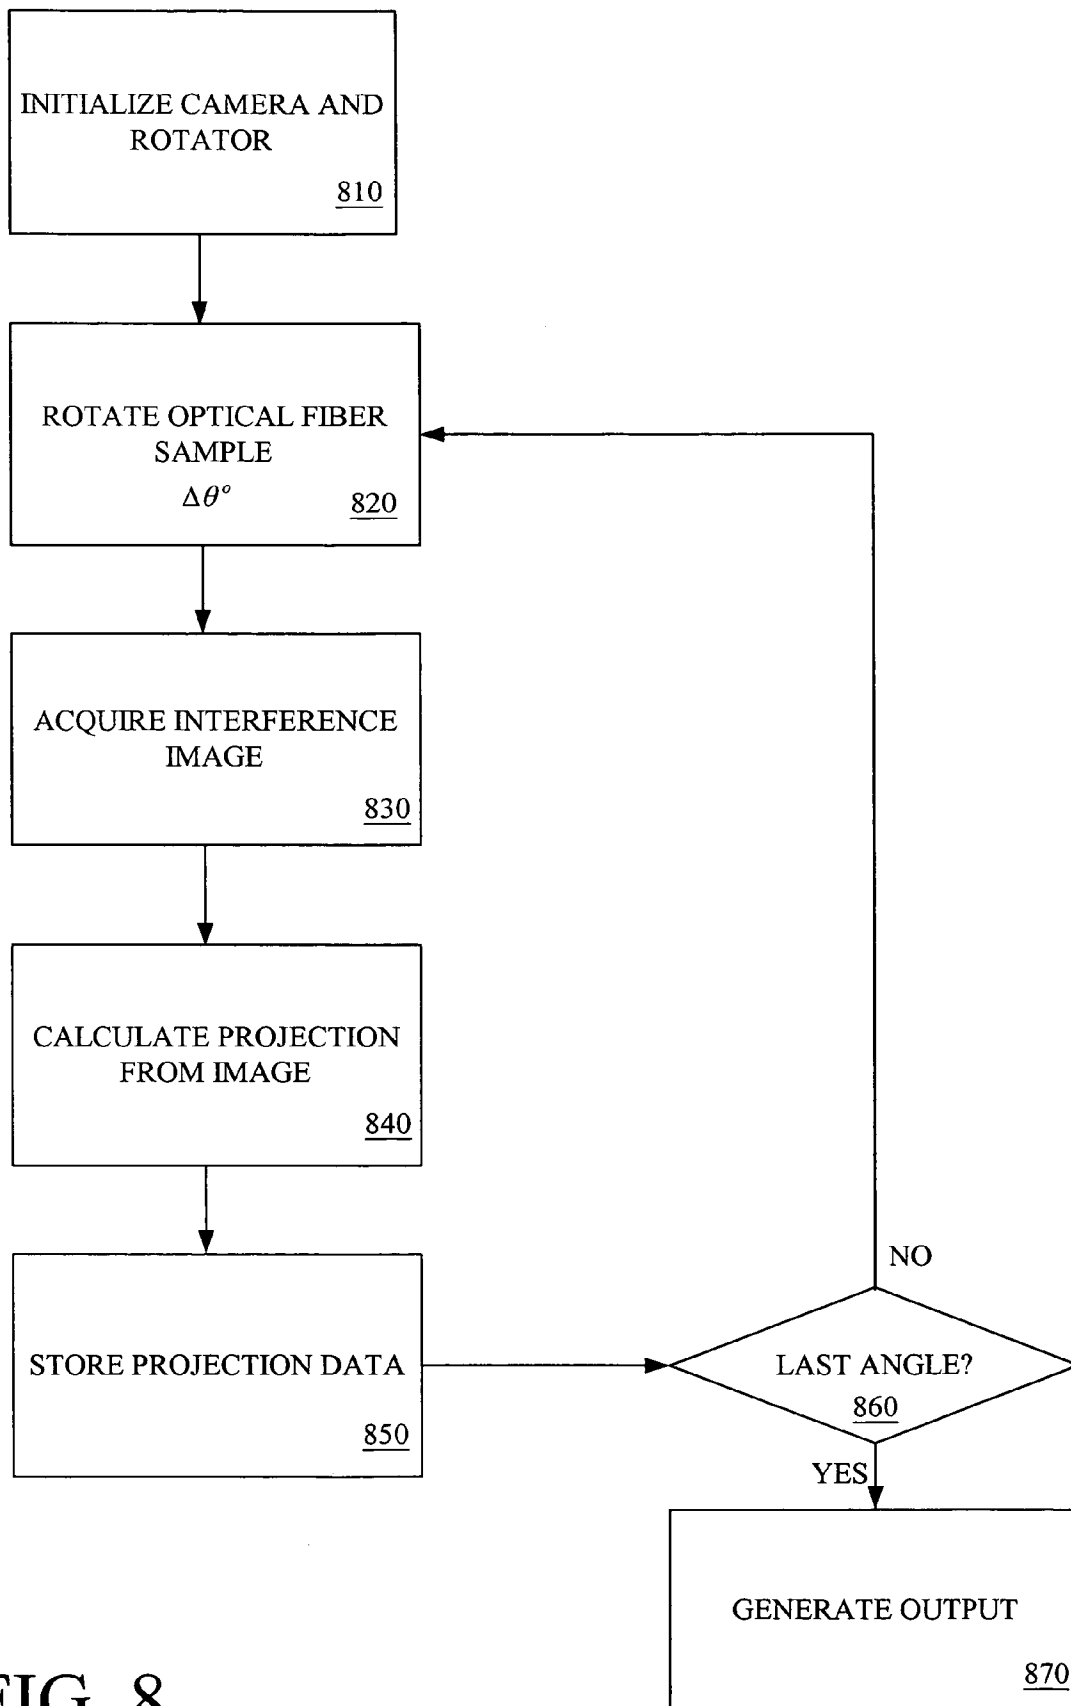 INITIALIZE CAMERA AND
ROTATOR
810
ROTATE OPTICAL FIBER
SAMPLE
Δθ°
820
ACQUIRE INTERFERENCE
IMAGE
830
CALCULATE PROJECTION
FROM IMAGE
840
STORE PROJECTION DATA
850
NO
LAST ANGLE?
860
YES
GENERATE OUTPUT
870
FIG. 8